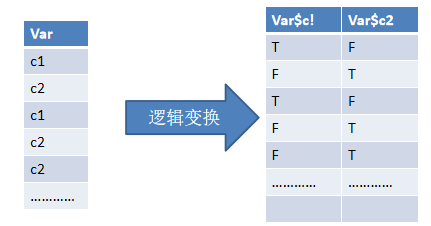 Var
c1
c2
c1
c2
c2
…………
逻辑变换
Var$c! Var$c2
T F
F T
T F
F T
F T
………… …………